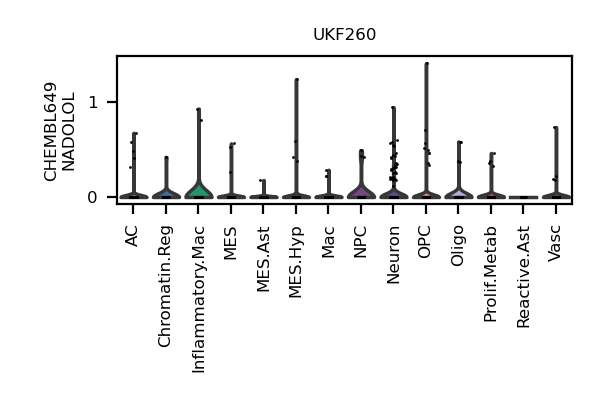 UKF260
CHEMBL649
NADOLOL
1
0
AC
Chromatin.Reg
Inflammatory.Mac
MES
MES.Ast
MES.Hyp
Mac
NPC
Neuron
OPC
Oligo
Prolif.Metab
Reactive.Ast
Vasc